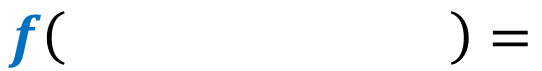 f( ) =